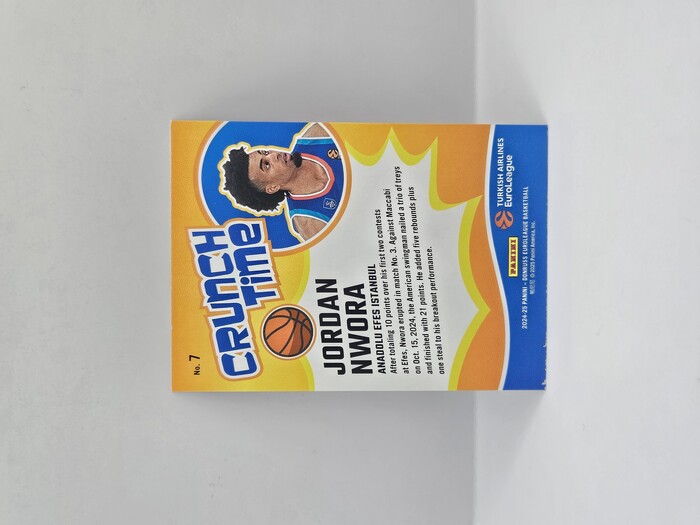 No. 7
CRUNCH
TIME
JORDAN
NWORA
ANADOLU EFES ISTANBUL
After totaling 10 points over his first two contests
at Efes, Nwora erupted in match No. 3. Against Maccabi
on Oct. 15, 2024, the American swingman nailed a trio of treys
and finished with 21 points. He added five rebounds plus
one steal to his breakout performance.
PANINI
TURKISH AIRLINES
EuroLeague
2024-25 PANINI - DONRUSS EUROLEAGUE BASKETBALL
© 2025 Panini America, Inc.